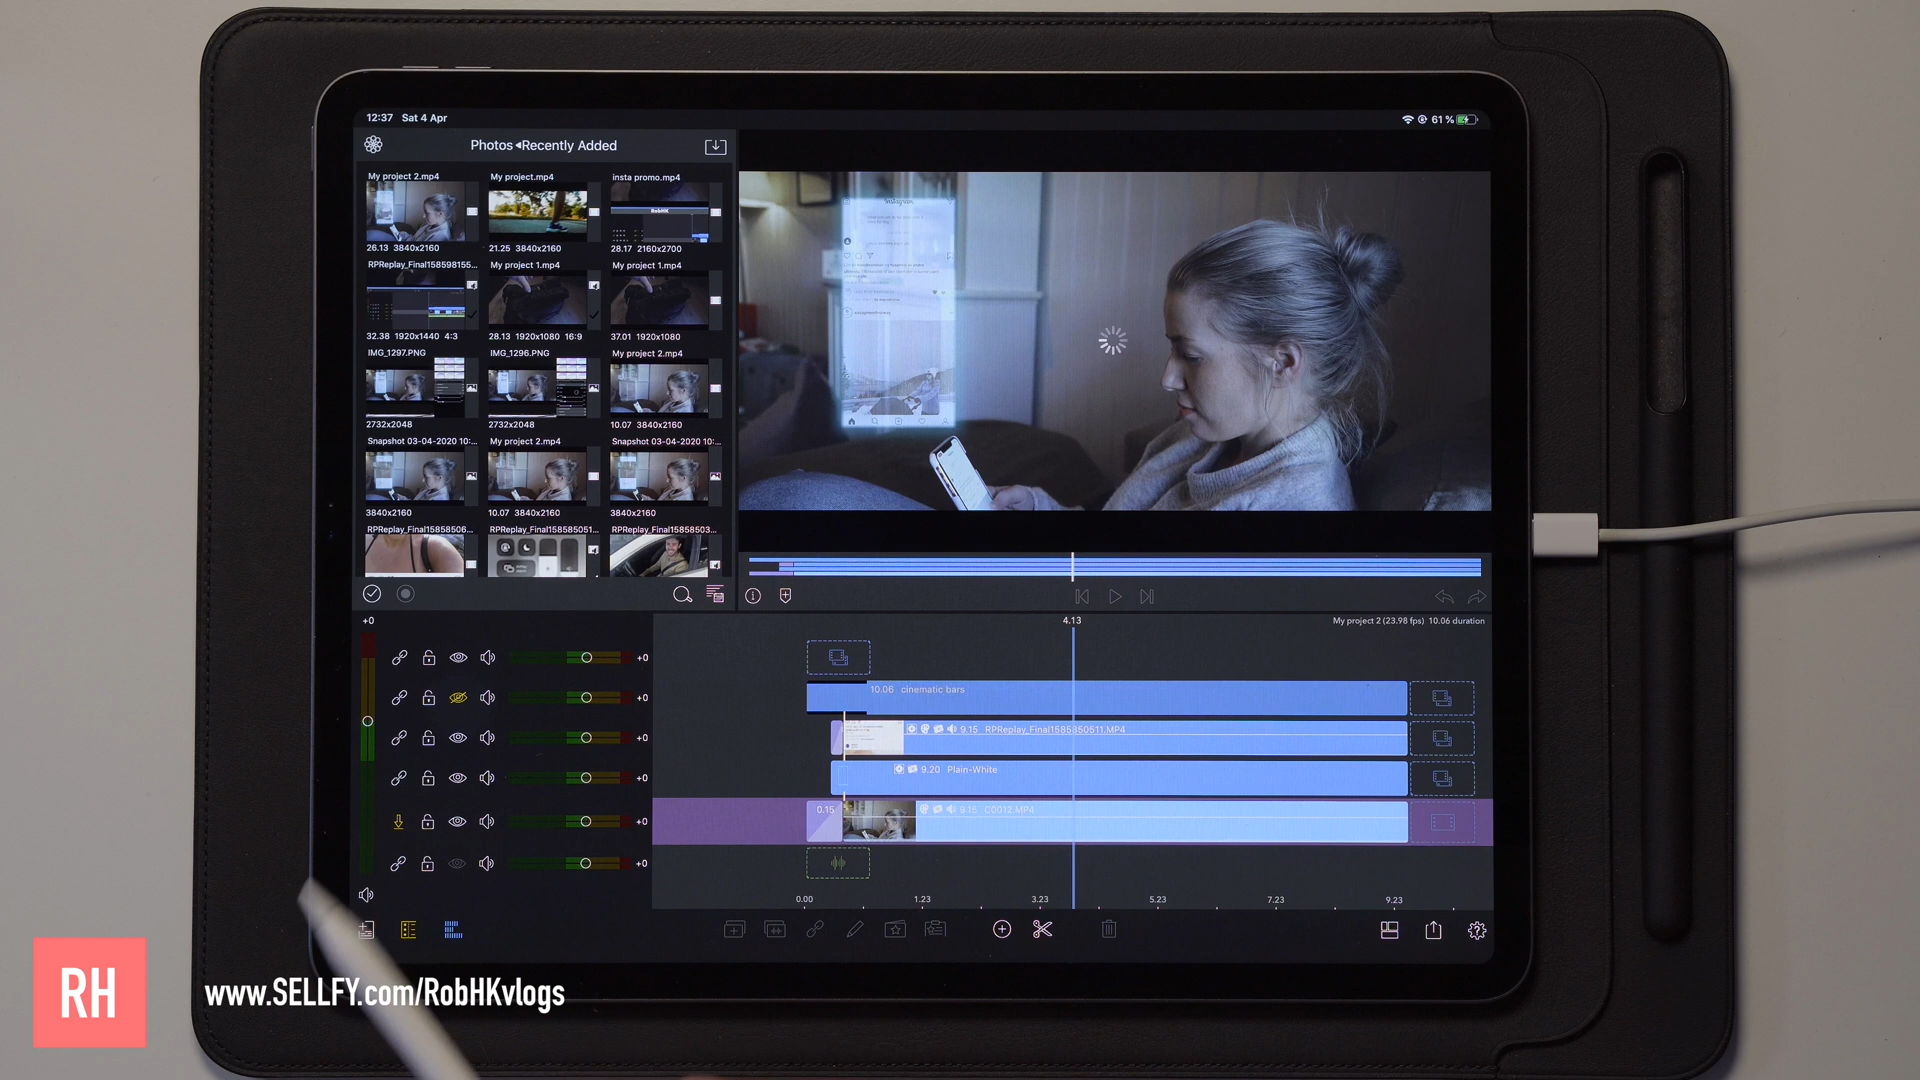 12:37 Sat 4 Apr
61 %
Photos Recently Added
My project 2.mp4
My project.mp4
insta promo.mp4
RobHK
26.13 3840x2160
21.25 3840x2160
28.17 2160x2700
RPReplay_Final158598155...
My project 1.mp4
My project 1.mp4
32.38 1920x1440 4:3
28.13 1920x1080 16:9
37.01 1920x1080
IMG_1297.PNG
IMG_1296.PNG
My project 2.mp4
2732x2048
2732x2048
10.07 3840x2160
Snapshot 03-04-2020 10:...
My project 2.mp4
Snapshot 03-04-2020 10:...
3840x2160
10.07 3840x2160
3840x2160
RPReplay_Final15858506...
RPReplay_Final158585051...
RPReplay_Final15858503...
Instagram
+0
4.13
My project 2 (23.98 fps) 10.06 duration
+0
+0
10.06 cinematic bars
+0
9.15 RPReplay_Final1585850511.MP4
+0
9.20 Plain-White
+0
0.15
9.15 C0012.MP4
+0
0.00
1.23
3.23
5.23
7.23
9.23
RH
www.SELLFY.com/RobHKvlogs